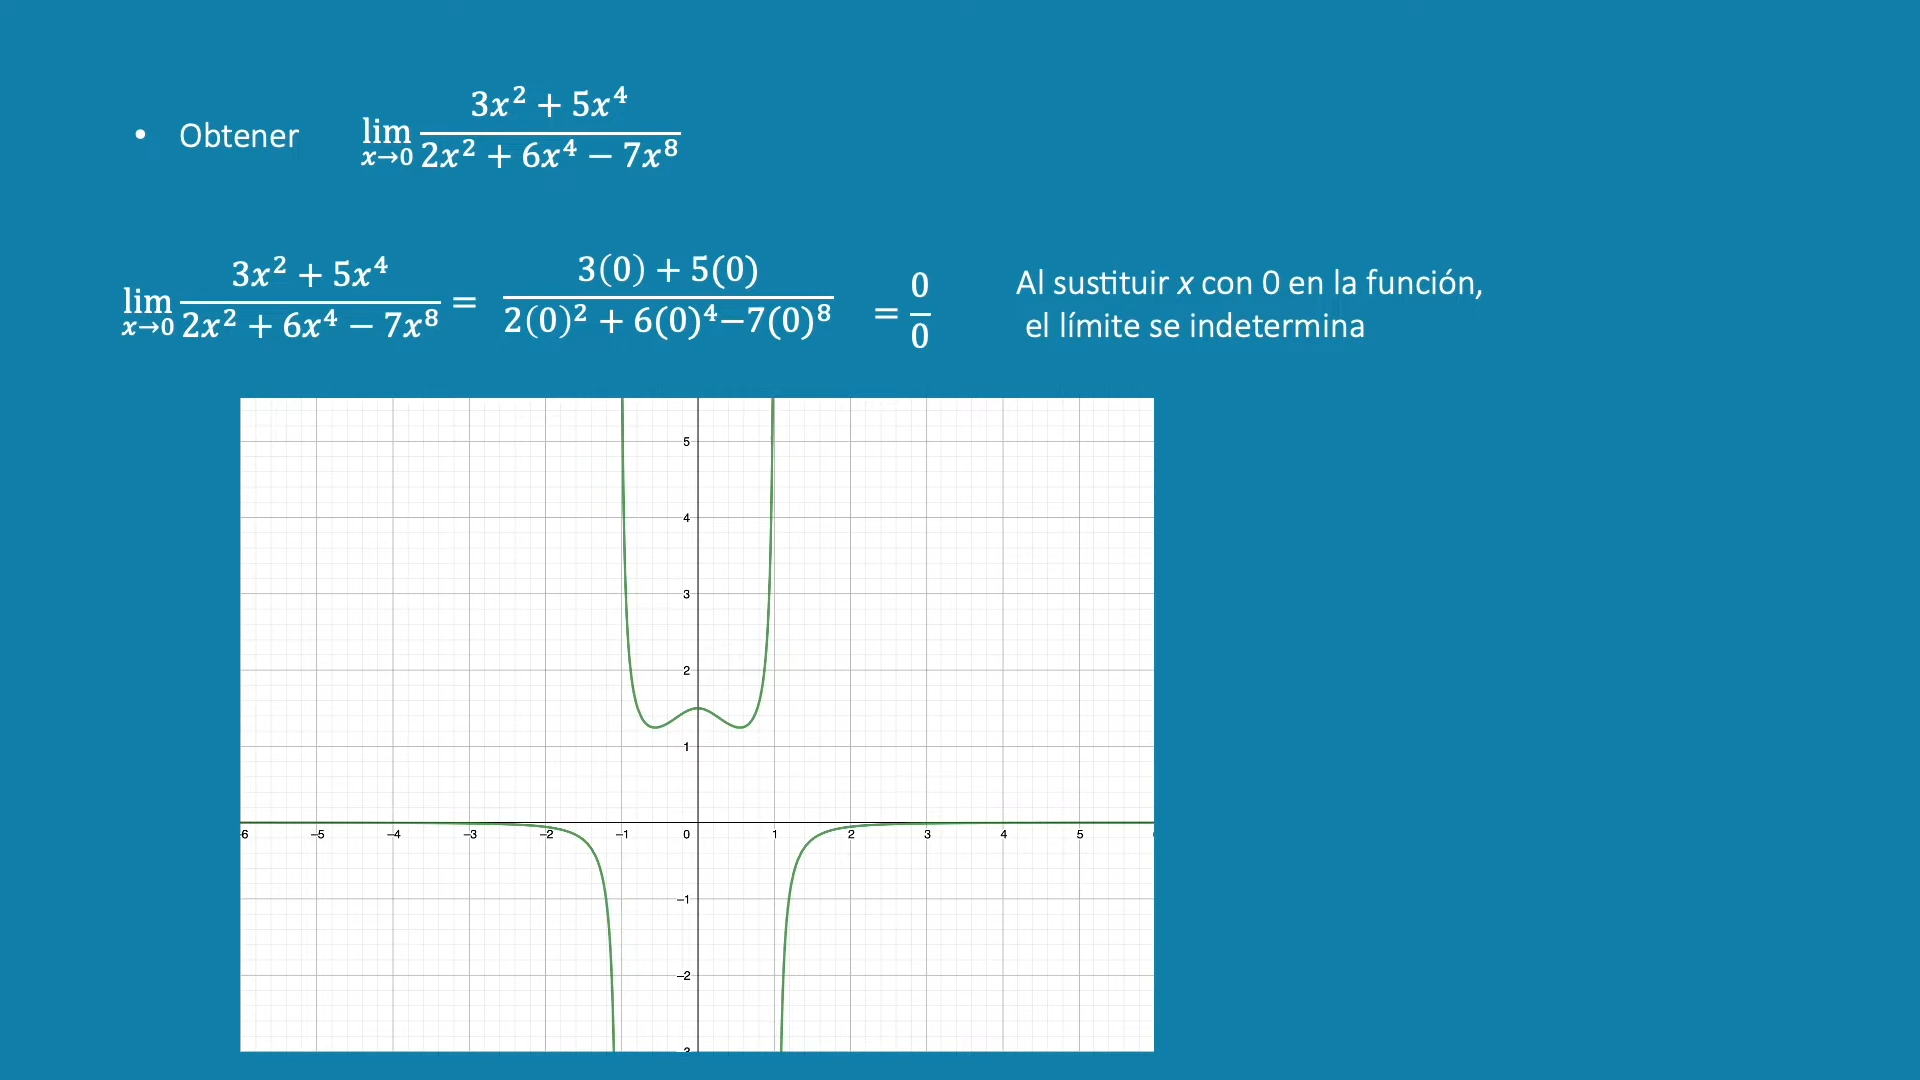 • Obtener lim x→0 (3x² + 5x⁴)/(2x² + 6x⁴ − 7x⁸)
lim x→0 (3x² + 5x⁴)/(2x² + 6x⁴ − 7x⁸) = (3(0) + 5(0))/(2(0)² + 6(0)⁴−7(0)⁸) = 0/0
Al sustituir x con 0 en la función,
el límite se indetermina
5
4
3
2
1
6 −5 −4 −3 −2 −1 0 1 2 3 4 5
−1
−2